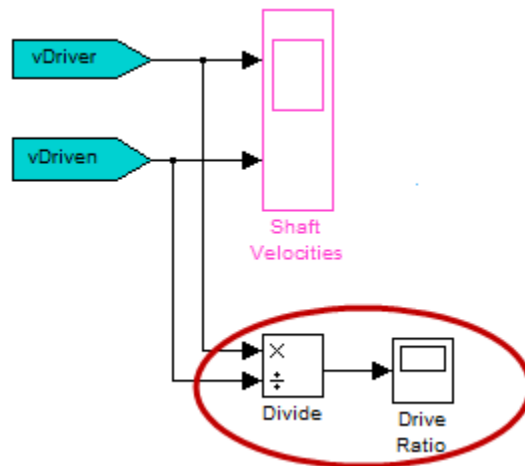 vDriver
vDriven
Shaft
Velocities
×
÷
Divide
Drive
Ratio